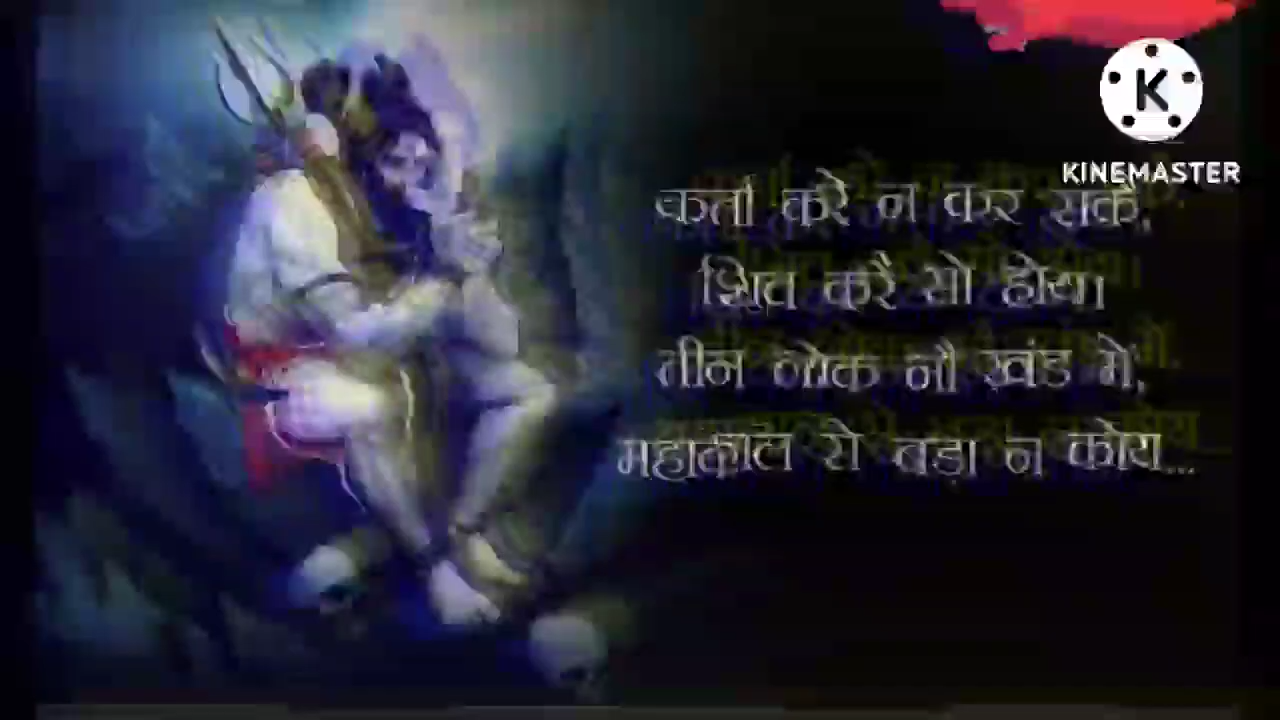 KINEMASTER
कर्ता करे न कर सकै,
शिव करै सो होय।
तीन लोक नौ खंड में,
महाकाल से बड़ा न कोय...